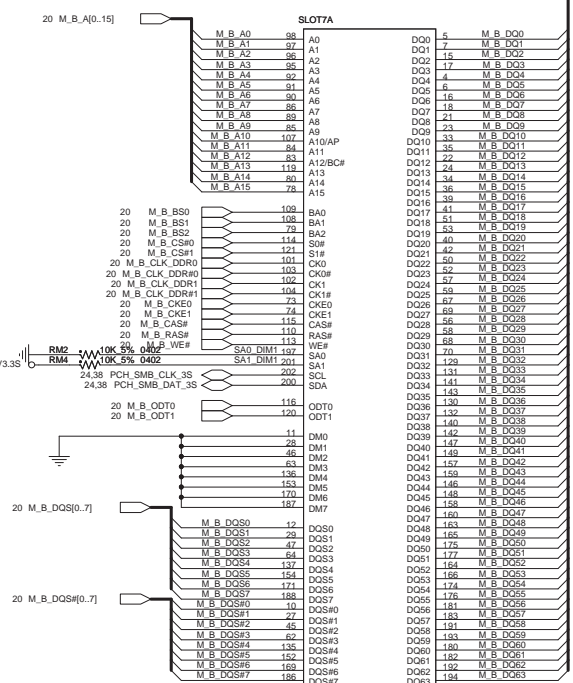 20 M_B_A[0..15]
SLOT7A
M_B_A0 98 A0
M_B_A1 97 A1
M_B_A2 96 A2
M_B_A3 95 A3
M_B_A4 92 A4
M_B_A5 91 A5
M_B_A6 90 A6
M_B_A7 86 A7
M_B_A8 89 A8
M_B_A9 85 A9
M_B_A10 107 A10/AP
M_B_A11 84 A11
M_B_A12 83 A12/BC#
M_B_A13 119 A13
M_B_A14 80 A14
M_B_A15 78 A15
20 M_B_BS0 109 BA0
20 M_B_BS1 108 BA1
20 M_B_BS2 79 BA2
20 M_B_CS#0 114 S0#
20 M_B_CS#1 121 S1#
20 M_B_CLK_DDR0 101 CK0
20 M_B_CLK_DDR#0 103 CK0#
20 M_B_CLK_DDR1 102 CK1
20 M_B_CLK_DDR#1 104 CK1#
20 M_B_CKE0 73 CKE0
20 M_B_CKE1 74 CKE1
20 M_B_CAS# 115 CAS#
20 M_B_RAS# 110 RAS#
20 M_B_WE# 113 WE#
RM2 10K_5% 0402 SA0_DIM1 197 SA0
V3.3S RM4 10K_5% 0402 SA1_DIM1 201 SA1
24,38 PCH_SMB_CLK_3S 202 SCL
24,38 PCH_SMB_DAT_3S 200 SDA
20 M_B_ODT0 116 ODT0
20 M_B_ODT1 120 ODT1
11 DM0
28 DM1
46 DM2
63 DM3
136 DM4
153 DM5
170 DM6
187 DM7
20 M_B_DQS[0..7]
M_B_DQS0 12 DQS0
M_B_DQS1 29 DQS1
M_B_DQS2 47 DQS2
M_B_DQS3 64 DQS3
M_B_DQS4 137 DQS4
M_B_DQS5 154 DQS5
M_B_DQS6 171 DQS6
M_B_DQS7 188 DQS7
20 M_B_DQS#[0..7]
M_B_DQS#0 10 DQS#0
M_B_DQS#1 27 DQS#1
M_B_DQS#2 45 DQS#2
M_B_DQS#3 62 DQS#3
M_B_DQS#4 135 DQS#4
M_B_DQS#5 152 DQS#5
M_B_DQS#6 169 DQS#6
M_B_DQS#7 186 DQS#7
DQ0 5 M_B_DQ0
DQ1 7 M_B_DQ1
DQ2 15 M_B_DQ2
DQ3 17 M_B_DQ3
DQ4 4 M_B_DQ4
DQ5 6 M_B_DQ5
DQ6 16 M_B_DQ6
DQ7 18 M_B_DQ7
DQ8 21 M_B_DQ8
DQ9 23 M_B_DQ9
DQ10 33 M_B_DQ10
DQ11 35 M_B_DQ11
DQ12 22 M_B_DQ12
DQ13 24 M_B_DQ13
DQ14 34 M_B_DQ14
DQ15 36 M_B_DQ15
DQ16 39 M_B_DQ16
DQ17 41 M_B_DQ17
DQ18 51 M_B_DQ18
DQ19 53 M_B_DQ19
DQ20 40 M_B_DQ20
DQ21 42 M_B_DQ21
DQ22 50 M_B_DQ22
DQ23 52 M_B_DQ23
DQ24 57 M_B_DQ24
DQ25 59 M_B_DQ25
DQ26 67 M_B_DQ26
DQ27 69 M_B_DQ27
DQ28 56 M_B_DQ28
DQ29 58 M_B_DQ29
DQ30 68 M_B_DQ30
DQ31 70 M_B_DQ31
DQ32 129 M_B_DQ32
DQ33 131 M_B_DQ33
DQ34 141 M_B_DQ34
DQ35 143 M_B_DQ35
DQ36 130 M_B_DQ36
DQ37 132 M_B_DQ37
DQ38 140 M_B_DQ38
DQ39 142 M_B_DQ39
DQ40 147 M_B_DQ40
DQ41 149 M_B_DQ41
DQ42 157 M_B_DQ42
DQ43 159 M_B_DQ43
DQ44 146 M_B_DQ44
DQ45 148 M_B_DQ45
DQ46 158 M_B_DQ46
DQ47 160 M_B_DQ47
DQ48 163 M_B_DQ48
DQ49 165 M_B_DQ49
DQ50 175 M_B_DQ50
DQ51 177 M_B_DQ51
DQ52 164 M_B_DQ52
DQ53 166 M_B_DQ53
DQ54 174 M_B_DQ54
DQ55 176 M_B_DQ55
DQ56 181 M_B_DQ56
DQ57 183 M_B_DQ57
DQ58 191 M_B_DQ58
DQ59 193 M_B_DQ59
DQ60 180 M_B_DQ60
DQ61 182 M_B_DQ61
DQ62 192 M_B_DQ62
DQ63 194 M_B_DQ63